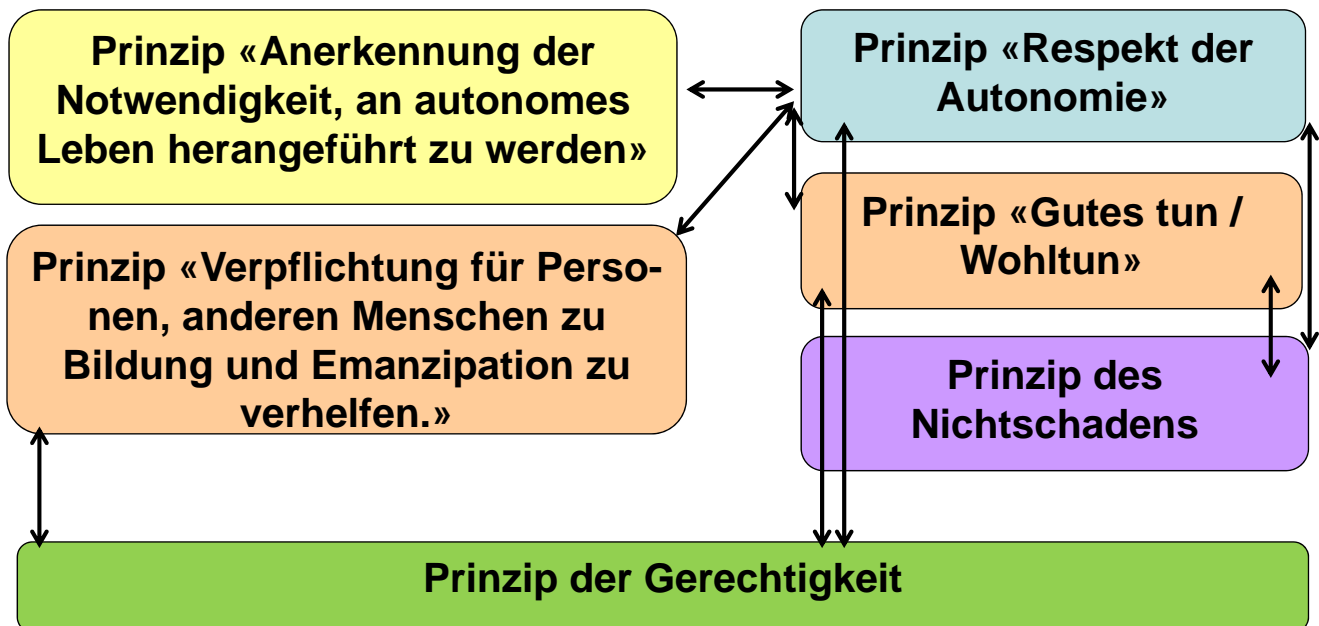 Prinzip «Anerkennung der
Notwendigkeit, an autonomes
Leben herangeführt zu werden»
Prinzip «Respekt der
Autonomie»
Prinzip «Gutes tun /
Wohltun»
Prinzip «Verpflichtung für Perso-
nen, anderen Menschen zu
Bildung und Emanzipation zu
verhelfen.»
Prinzip des
Nichtschadens
Prinzip der Gerechtigkeit